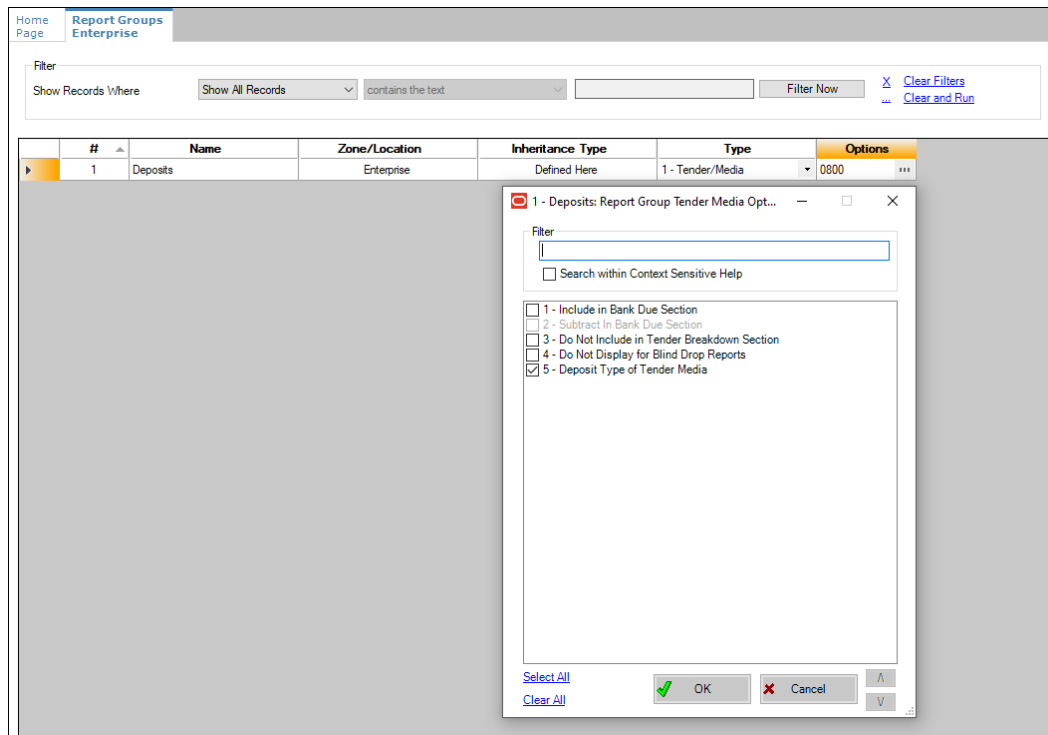 Home Page
Report Groups Enterprise
Filter
Show Records Where
Show All Records
contains the text
Filter Now
X Clear Filters
... Clear and Run
# Name Zone/Location Inheritance Type Type Options
1 Deposits Enterprise Defined Here 1 - Tender/Media 0800 ...
1 - Deposits: Report Group Tender Media Opt...
Filter
Search within Context Sensitive Help
1 - Include in Bank Due Section
2 - Subtract In Bank Due Section
3 - Do Not Include in Tender Breakdown Section
4 - Do Not Display for Blind Drop Reports
5 - Deposit Type of Tender Media
Select All
Clear All
OK
Cancel